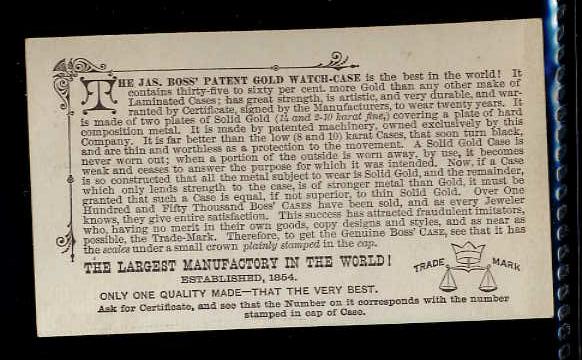 THE JAS. BOSS' PATENT GOLD WATCH-CASE is the best in the world! It
contains thirty-five to sixty per cent. more Gold than any other make of
Laminated Cases; has great strength, is artistic, and very durable, and war-
ranted by Certificate, signed by the Manufacturers, to wear twenty years. It
is made of two plates of Solid Gold (14 and 2-10 karat fine,) covering a plate of hard
composition metal. It is made by patented machinery, owned exclusively by this
Company. It is far better than the low (8 and 10) karat Cases, that soon turn black,
and are thin and worthless as a protection to the movement. A Solid Gold Case is
never worn out; when a portion of the outside is worn away, by use, it becomes
weak and ceases to answer the purpose for which it was intended. Now, if a Case
is so constructed that all the metal subject to wear is Solid Gold, and the remainder,
which only lends strength to the case, is of stronger metal than Gold, it must be
granted that such a Case is equal, if not superior, to thin Solid Gold. Over One
Hundred and Fifty Thousand Boss' CASES have been sold, and as every Jeweler
knows, they give entire satisfaction. This success has attracted fraudulent imitators,
who, having no merit in their own goods, copy designs and styles, and as near as
possible, the Trade-Mark. Therefore, to get the Genuine Boss' CASE, see that it has
the scales under a small crown plainly stamped in the cap.
THE LARGEST MANUFACTORY IN THE WORLD!
ESTABLISHED, 1854.
TRADE MARK
ONLY ONE QUALITY MADE—THAT THE VERY BEST.
Ask for Certificate, and see that the Number on it corresponds with the number
stamped in cap of Case.